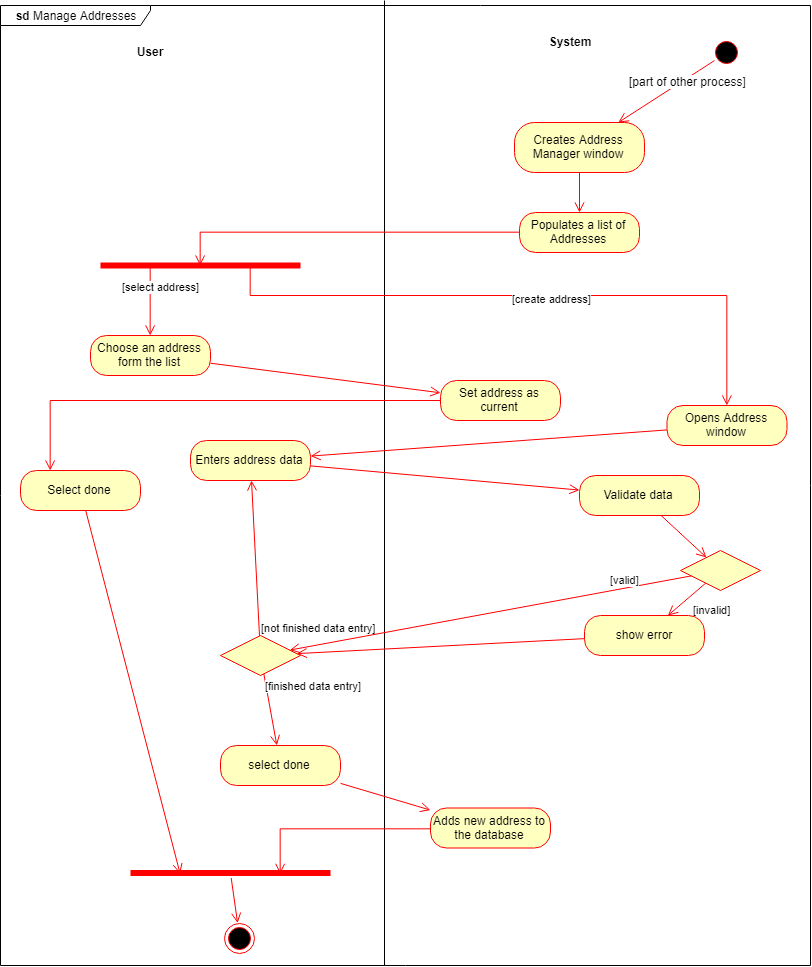 sd Manage Addresses
User
System
[part of other process]
Creates Address
Manager window
Populates a list of
Addresses
[select address]
[create address]
Choose an address
form the list
Set address as
current
Opens Address
window
Enters address data
Select done
Validate data
[valid]
[invalid]
[not finished data entry]
show error
[finished data entry]
select done
Adds new address to
the database